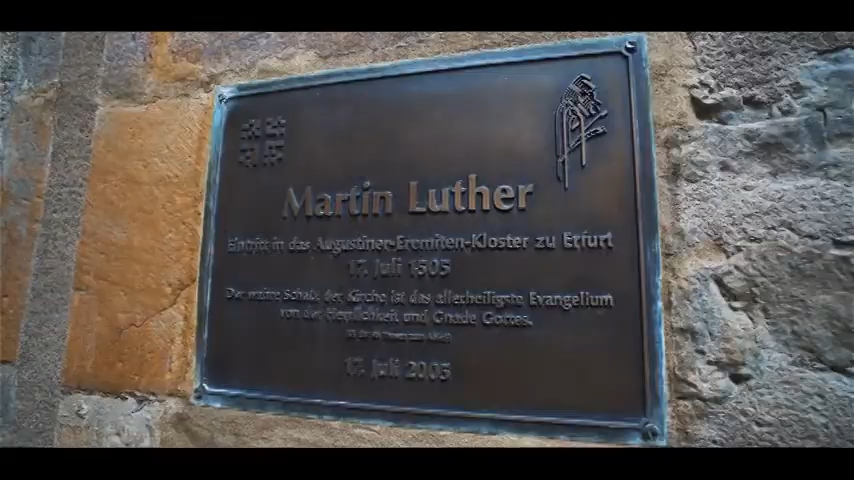 Martin Luther
Eintritt in das Augustiner-Eremiten-Kloster zu Erfurt
17. Juli 1505
Der wahre Schatz der Kirche ist das allerheiligste Evangelium
von der Herrlichkeit und Gnade Gottes.
17. Juli 2005